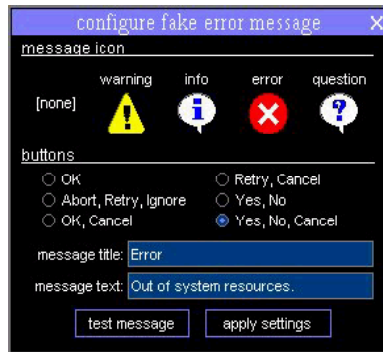 configure fake error message X
message icon
warning info error question
[none]
buttons
OK Retry, Cancel
Abort, Retry, Ignore Yes, No
OK, Cancel Yes, No, Cancel
message title: Error
message text: Out of system resources.
test message apply settings